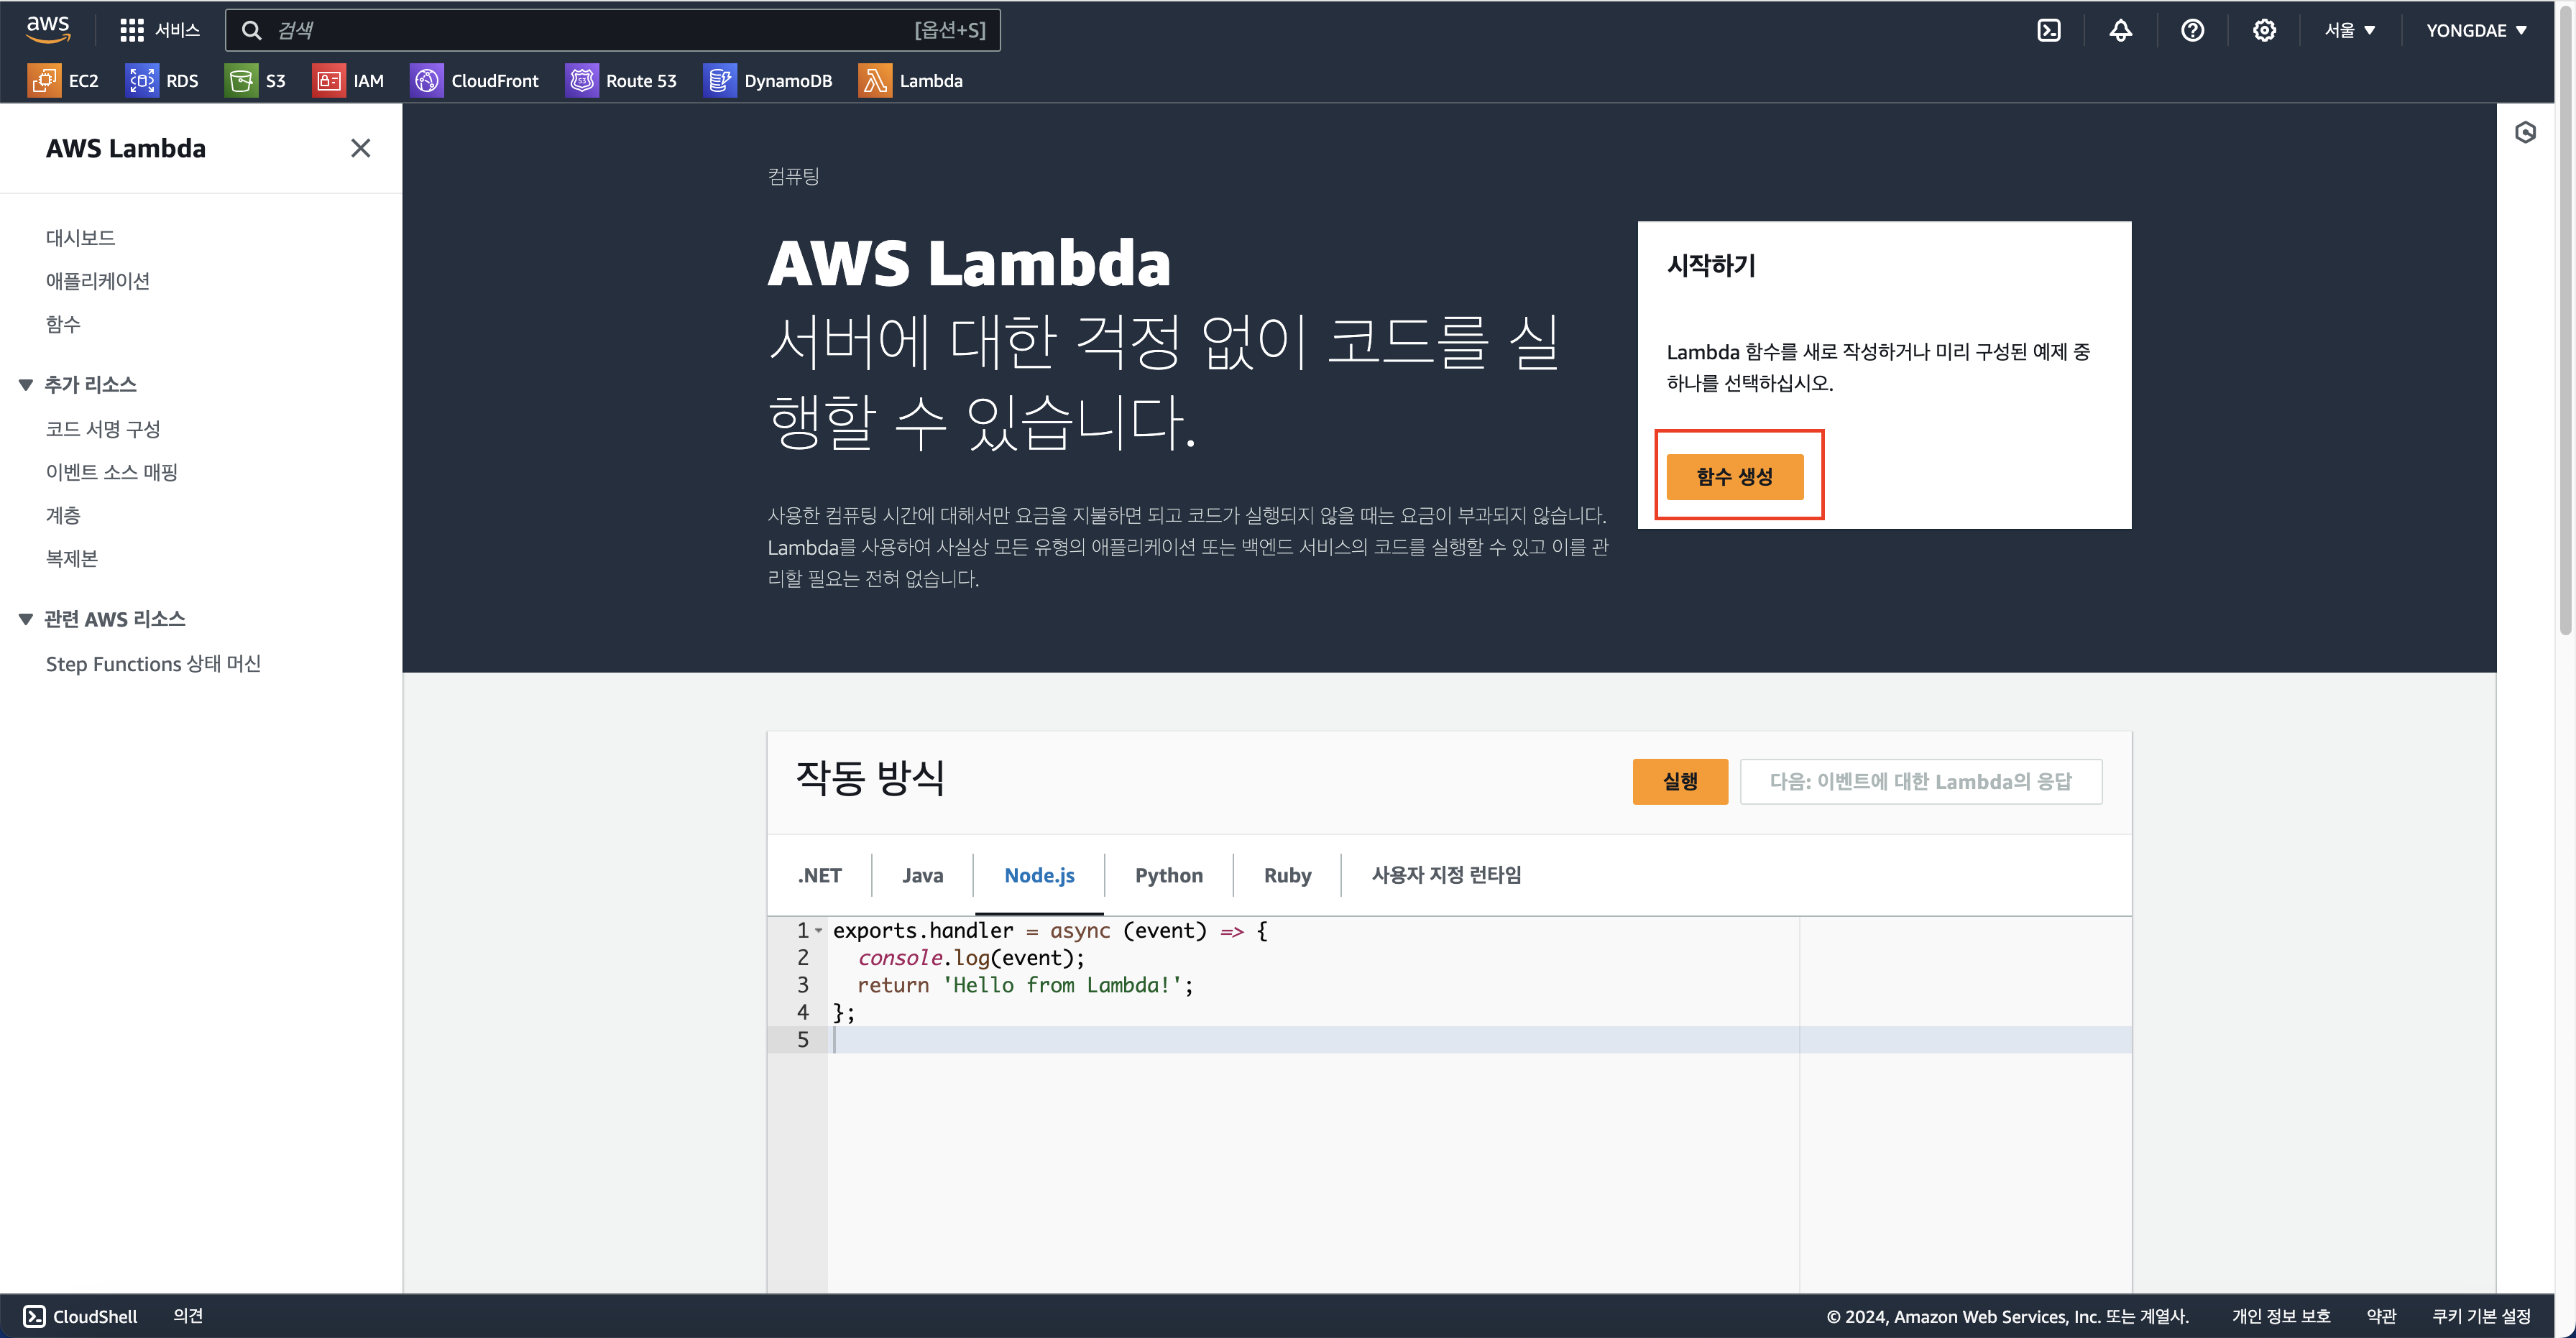 aws
서비스
검색
[옵션+S]
서울 ▼
YONGDAE ▼
EC2
RDS
S3
IAM
CloudFront
Route 53
DynamoDB
Lambda
AWS Lambda
대시보드
애플리케이션
함수
추가 리소스
코드 서명 구성
이벤트 소스 매핑
계층
복제본
관련 AWS 리소스
Step Functions 상태 머신
컴퓨팅
AWS Lambda
서버에 대한 걱정 없이 코드를 실
행할 수 있습니다.
사용한 컴퓨팅 시간에 대해서만 요금을 지불하면 되고 코드가 실행되지 않을 때는 요금이 부과되지 않습니다.
Lambda를 사용하여 사실상 모든 유형의 애플리케이션 또는 백엔드 서비스의 코드를 실행할 수 있고 이를 관
리할 필요는 전혀 없습니다.
시작하기
Lambda 함수를 새로 작성하거나 미리 구성된 예제 중
하나를 선택하십시오.
함수 생성
작동 방식
실행
다음: 이벤트에 대한 Lambda의 응답
.NET
Java
Node.js
Python
Ruby
사용자 지정 런타임
1 exports.handler = async (event) => {
2 console.log(event);
3 return 'Hello from Lambda!';
4 };
5
CloudShell
의견
© 2024, Amazon Web Services, Inc. 또는 계열사.
개인 정보 보호
약관
쿠키 기본 설정